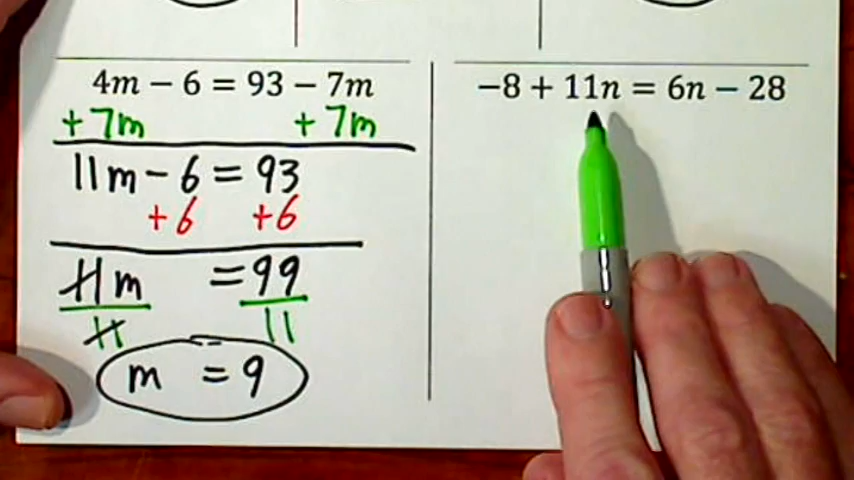 4m − 6 = 93 − 7m
+ 7m + 7m
11m − 6 = 93
+ 6 + 6
11m = 99
11 11
m = 9
−8 + 11n = 6n − 28